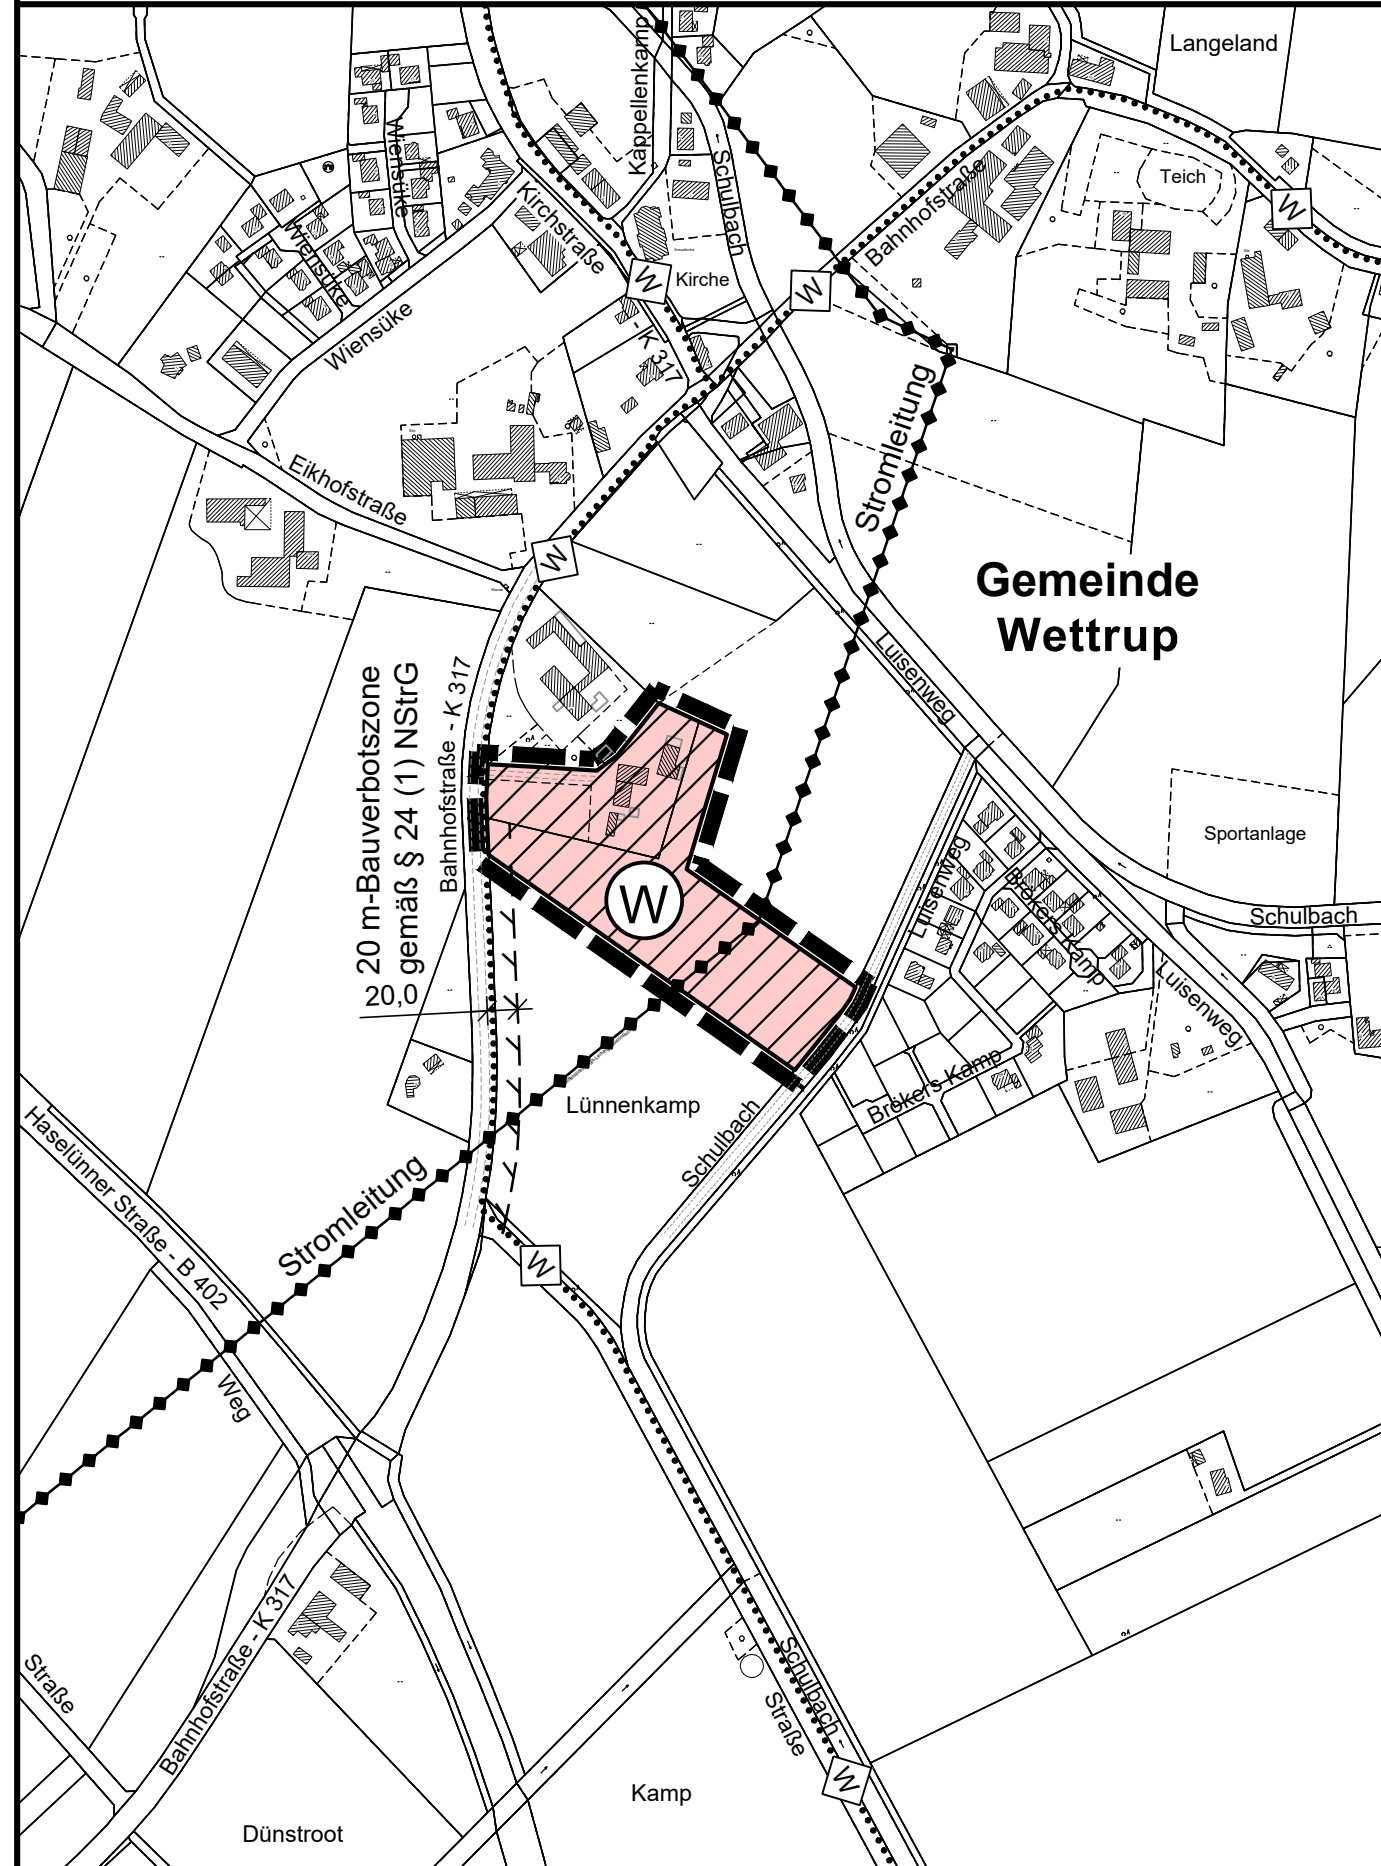 Langeland
Kappellenkamp
Wiensüke
Schulbach
Teich
Bahnhofstraße
Kirchstraße
W
Wiensüke
W
Kirche
W
Wiensüke
- K 317
Stromleitung
Eikhofstraße
W
Gemeinde
Wettrup
Luisenweg
20 m-Bauverbotszone
gemäß § 24 (1) NStrG
20,0
Bahnhofstraße - K 317
W
Sportanlage
Luisenweg
Brökers Kamp
Schulbach
Luisenweg
Brökers Kamp
Lünnenkamp
Schulbach
Haselünner Straße - B 402
Stromleitung
W
Weg
Bahnhofstraße - K 317
Straße
Schulbach
Straße
W
Kamp
Dünstroot